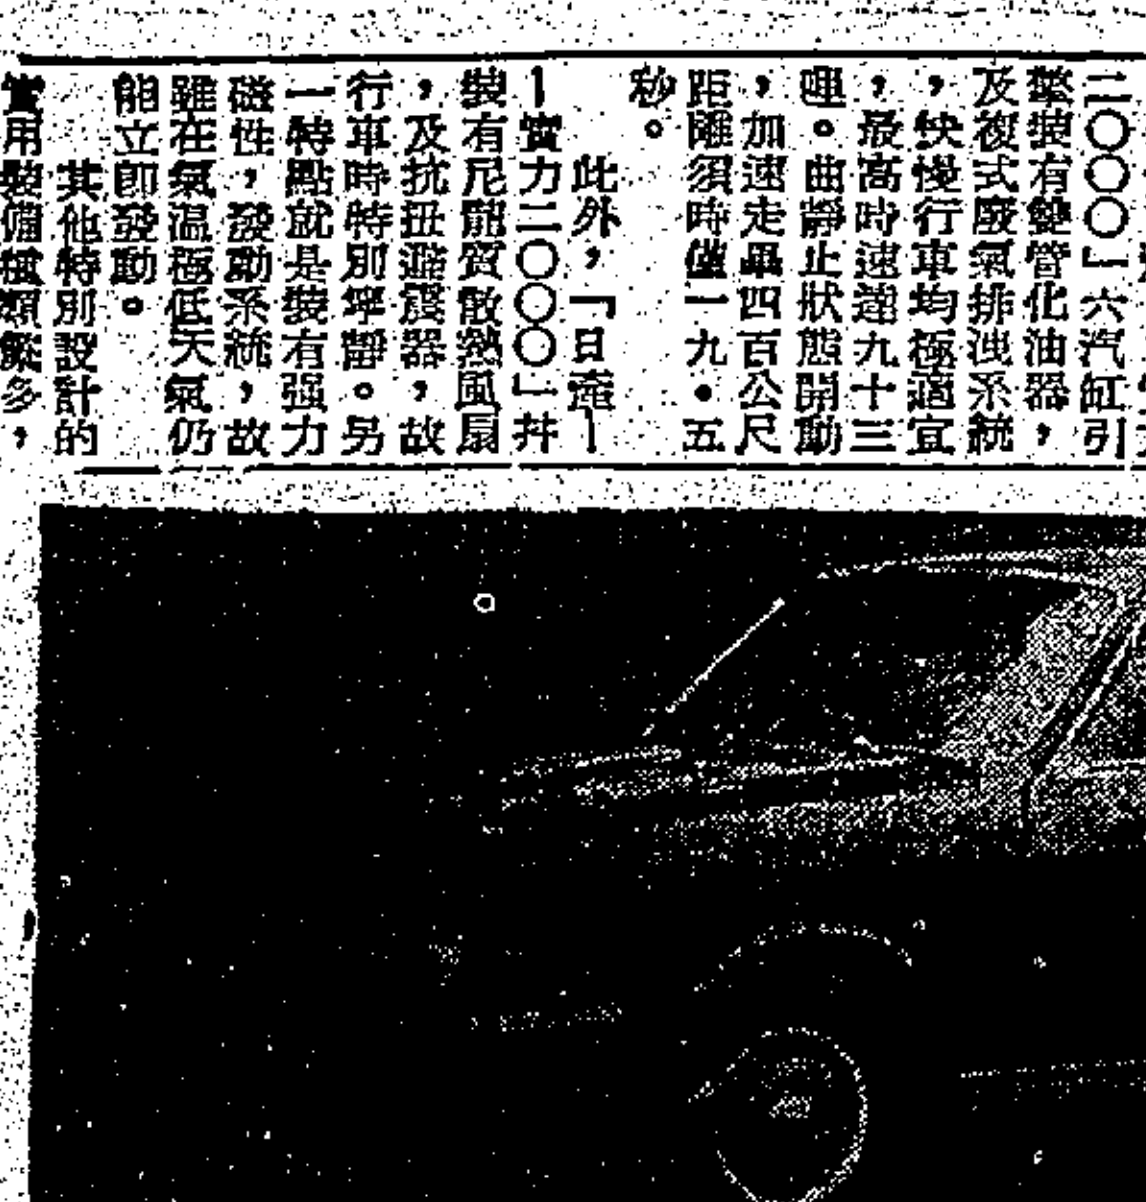 二〇〇〇」六汽缸引
擎裝有雙管化油器，
及複式廢氣排洩系統
，快慢行車均極適宜
，最高時速達九十三
哩。曲靜止狀態開動
，加速走畢四百公尺
距離須時僅一九•五
秒。
此外，「日產—
—實力二〇〇〇」并
裝有尼龍質散熱風扇
，及抗扭避震器，故
行車時特別寧靜。另
一特點就是裝有强力
磁性，發動系統，故
雖在氣温極低天氣仍
能立即發動。
其他特別設計的
實用裝備種類繁多，